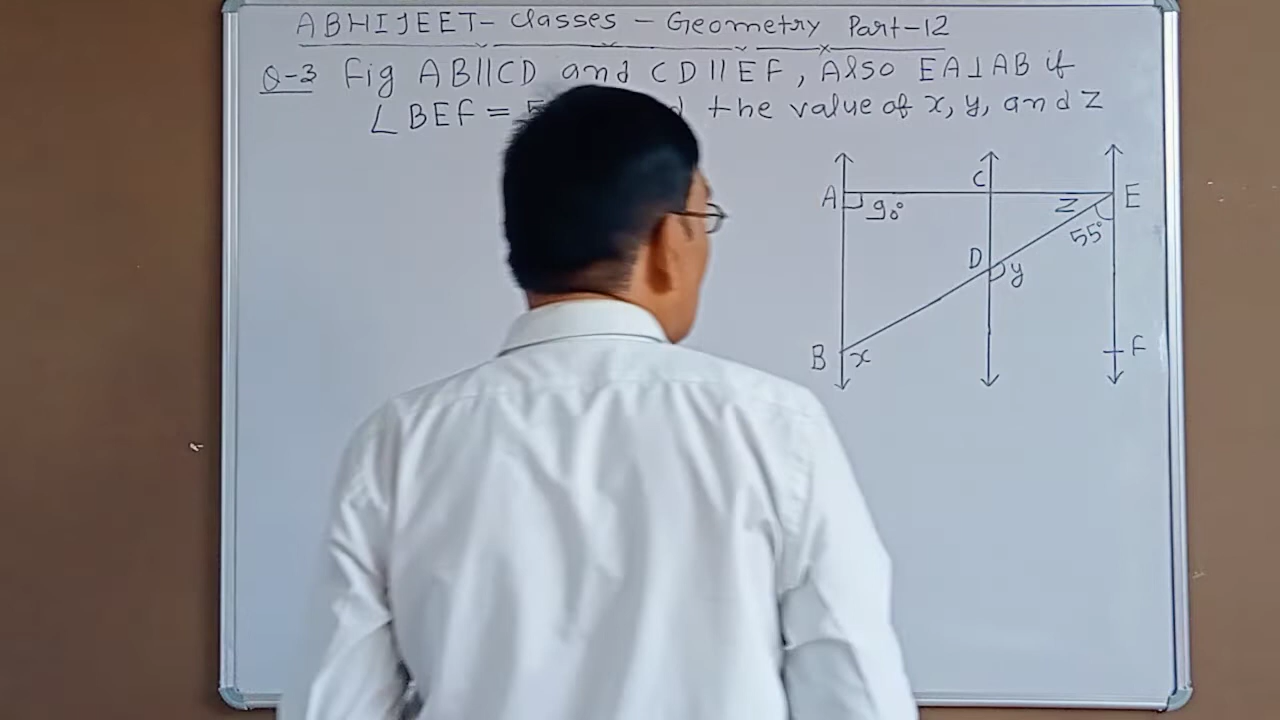 ABHIJEET- Classes - Geometry Part-12
Q-3 Fig AB||CD and CD||EF, Also EA⊥AB if
∠BEF = the value of x, y, and z
A 90° C z E
55°
D y
B x F